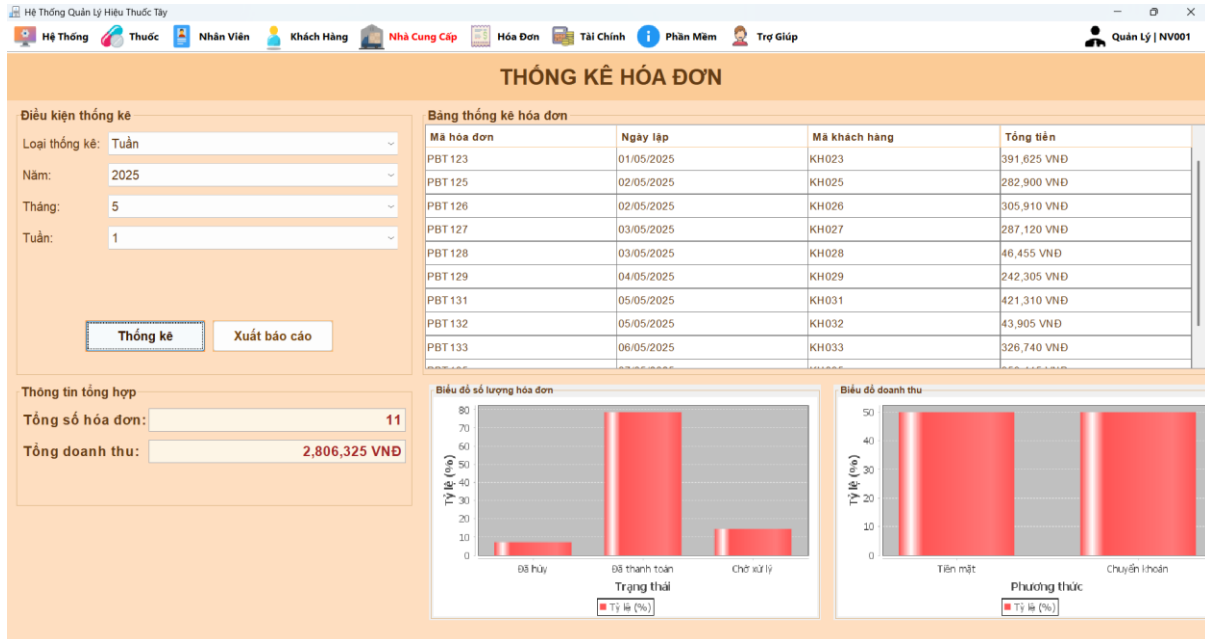 Hệ Thống Quản Lý Hiệu Thuốc Tây
Hệ Thống Thuốc Nhân Viên Khách Hàng Nhà Cung Cấp Hóa Đơn Tài Chính Phần Mềm Trợ Giúp Quản Lý | NV001
THỐNG KÊ HÓA ĐƠN
Điều kiện thống kê
Loại thống kê: Tuần
Năm: 2025
Tháng: 5
Tuần: 1
Thống kê Xuất báo cáo
Bảng thống kê hóa đơn
Mã hóa đơn Ngày lập Mã khách hàng Tổng tiền
PBT123 01/05/2025 KH023 391,625 VNĐ
PBT125 02/05/2025 KH025 282,900 VNĐ
PBT126 02/05/2025 KH026 305,910 VNĐ
PBT127 03/05/2025 KH027 287,120 VNĐ
PBT128 03/05/2025 KH028 46,455 VNĐ
PBT129 04/05/2025 KH029 242,305 VNĐ
PBT131 05/05/2025 KH031 421,310 VNĐ
PBT132 05/05/2025 KH032 43,905 VNĐ
PBT133 06/05/2025 KH033 326,740 VNĐ
Thông tin tổng hợp
Tổng số hóa đơn: 11
Tổng doanh thu: 2,806,325 VNĐ
Biểu đồ số lượng hóa đơn
80
70
60
50
40
30
20
10
0
Tỷ lệ (%)
Đã hủy Đã thanh toán Chờ xử lý
Trạng thái
Tỷ lệ (%)
Biểu đồ doanh thu
50
40
30
20
10
0
Tỷ lệ (%)
Tiền mặt Chuyển khoản
Phương thức
Tỷ lệ (%)